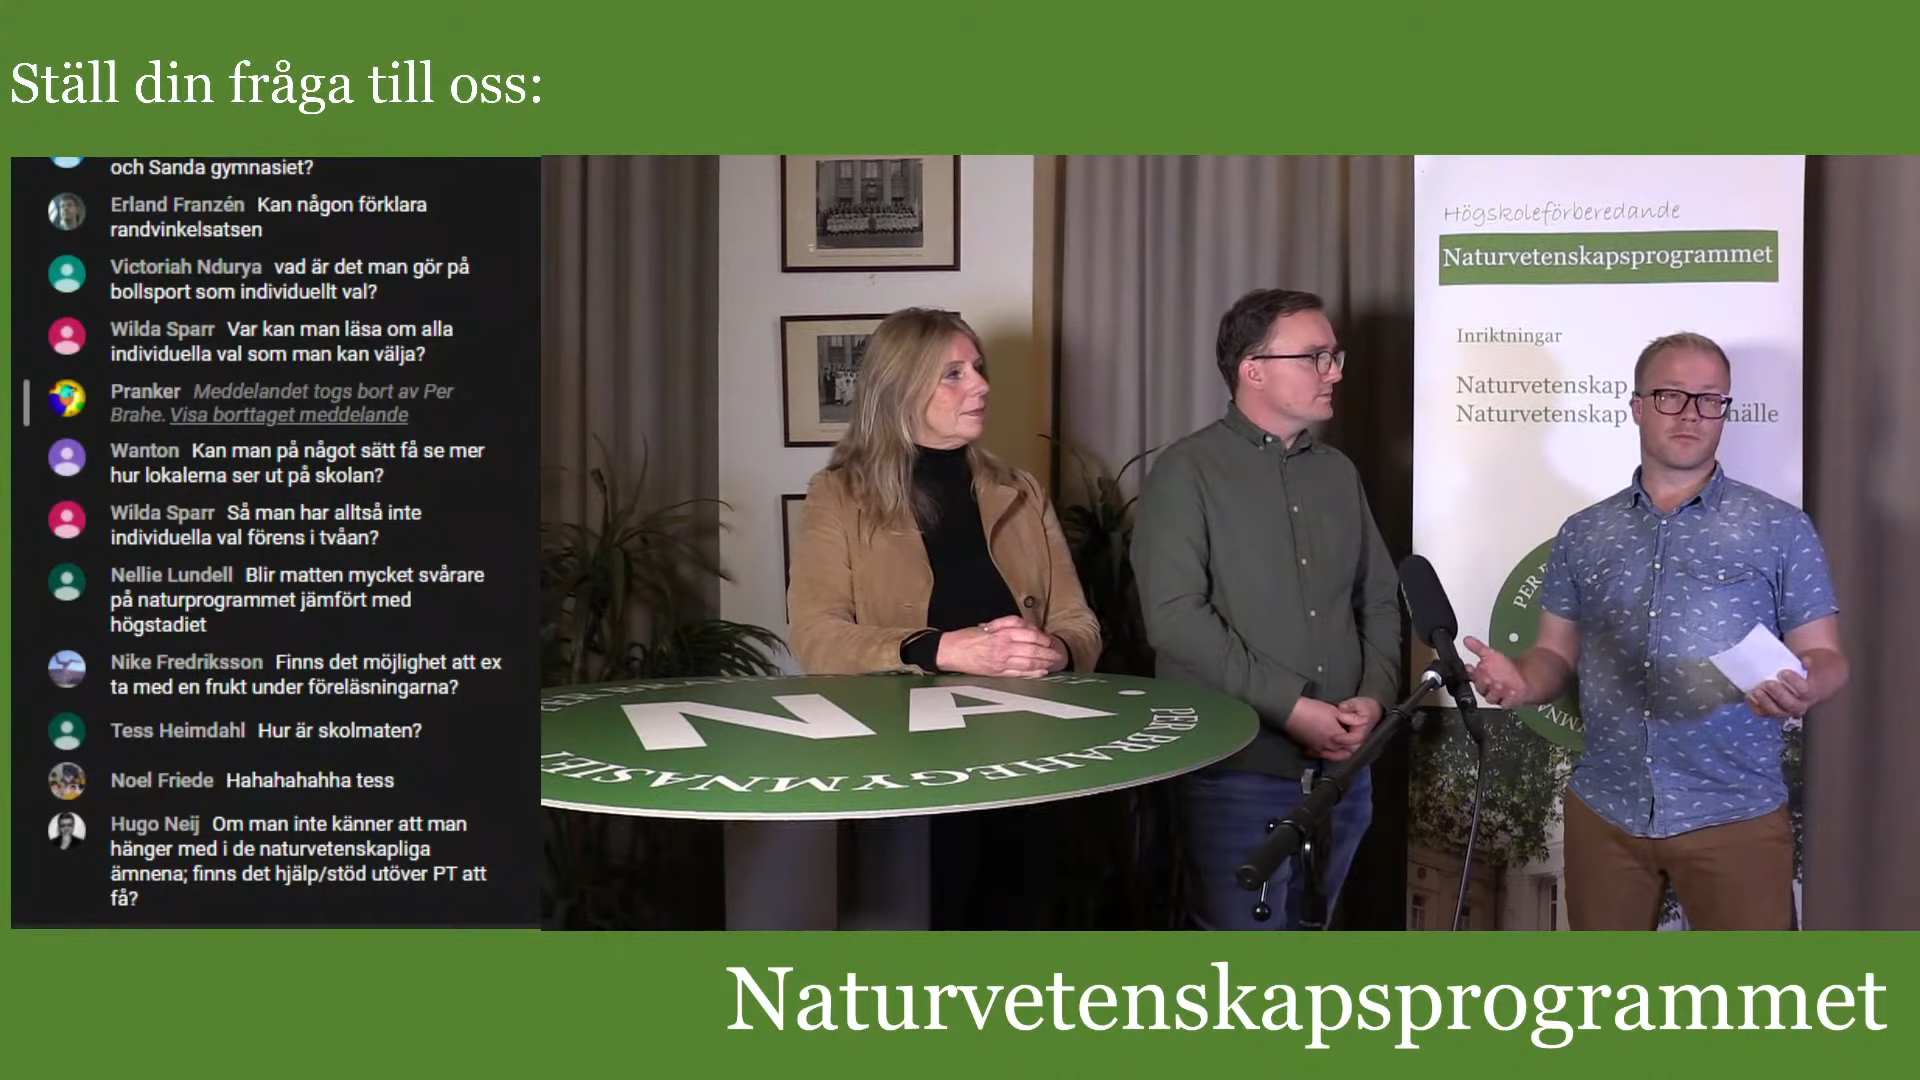 Ställ din fråga till oss:
och Sanda gymnasiet?
Erland Franzén Kan någon förklara
randvinkelsatsen
Victoriah Ndurya vad är det man gör på
bollsport som individuellt val?
Wilda Sparr Var kan man läsa om alla
individuella val som man kan välja?
Pranker Meddelandet togs bort av Per
Brahe. Visa borttaget meddelande
Wanton Kan man på något sätt få se mer
hur lokalerna ser ut på skolan?
Wilda Sparr Så man har alltså inte
individuella val förens i tvåan?
Nellie Lundell Blir matten mycket svårare
på naturprogrammet jämfört med
högstadiet
Nike Fredriksson Finns det möjlighet att ex
ta med en frukt under föreläsningarna?
Tess Heimdahl Hur är skolmaten?
Noel Friede Hahahahahha tess
Hugo Neij Om man inte känner att man
hänger med i de naturvetenskapliga
ämnena; finns det hjälp/stöd utöver PT att
få?
Högskoleförberedande
Naturvetenskapsprogrammet
Inriktningar
Naturvetenskap
Naturvetenskap hälle
PER
NA
PER BRAHEGYMNASIET
Naturvetenskapsprogrammet